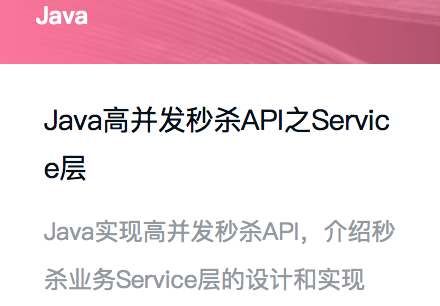 Java
Java高并发秒杀API之Servic
e层
Java实现高并发秒杀API，介绍秒
杀业务Service层的设计和实现